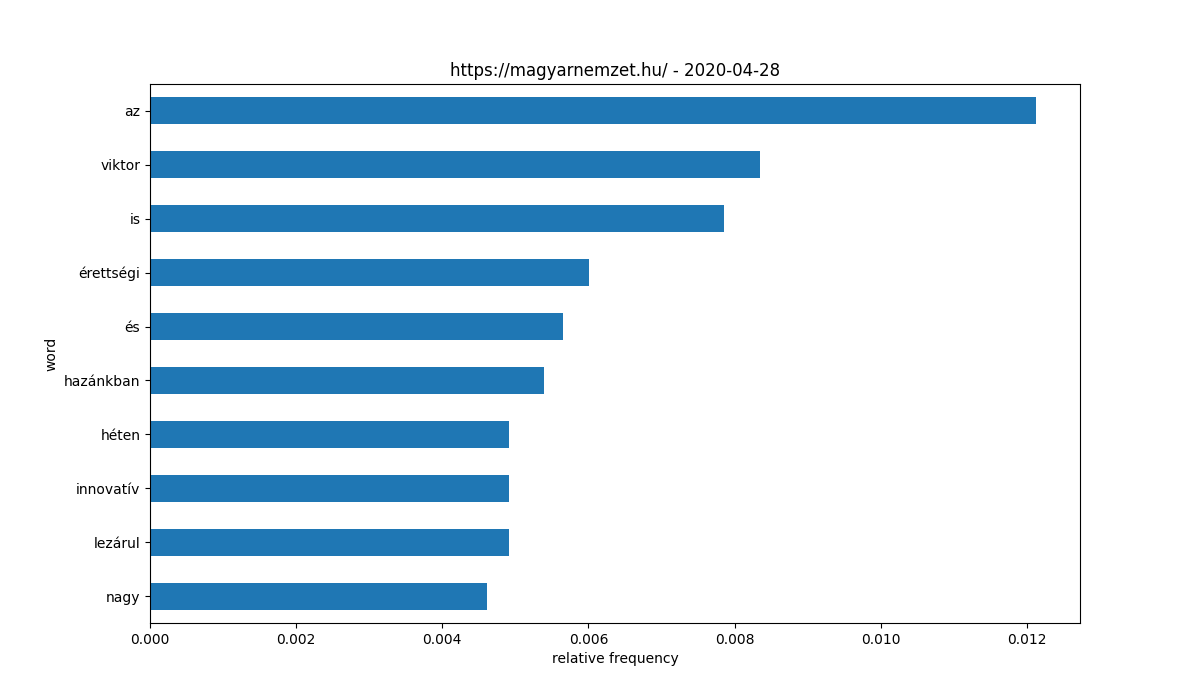 https://magyarnemzet.hu/ - 2020-04-28
az
viktor
is
érettségi
és
word
hazánkban
héten
innovatív
lezárul
nagy
0.000 0.002 0.004 0.006 0.008 0.010 0.012
relative frequency